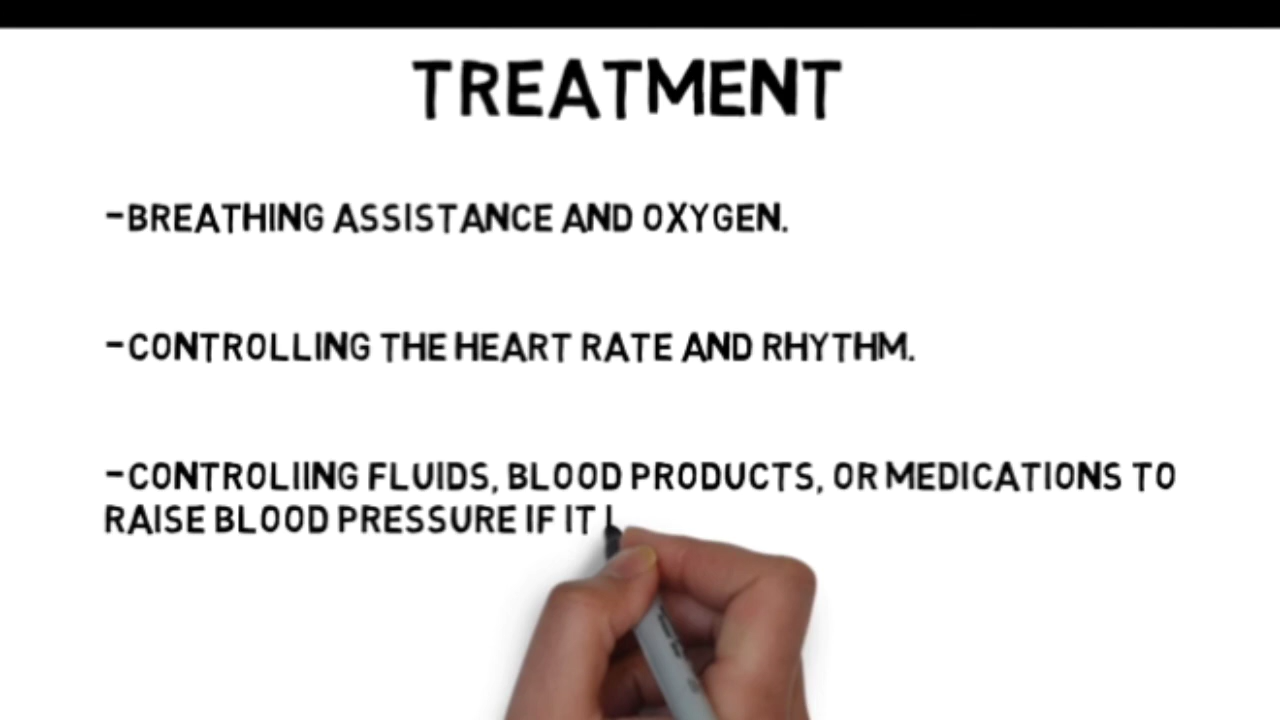 TREATMENT
-BREATHING ASSISTANCE AND OXYGEN.
-CONTROLLING THE HEART RATE AND RHYTHM.
-CONTROLIING FLUIDS, BLOOD PRODUCTS, OR MEDICATIONS TO
RAISE BLOOD PRESSURE IF IT